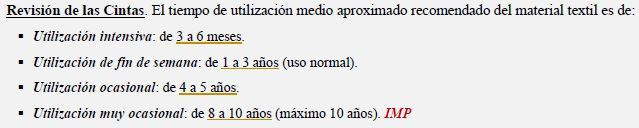 Revisión de las Cintas. El tiempo de utilización medio aproximado recomendado del material textil es de:
▪ Utilización intensiva: de 3 a 6 meses.
▪ Utilización de fin de semana: de 1 a 3 años (uso normal).
▪ Utilización ocasional: de 4 a 5 años.
▪ Utilización muy ocasional: de 8 a 10 años (máximo 10 años). IMP